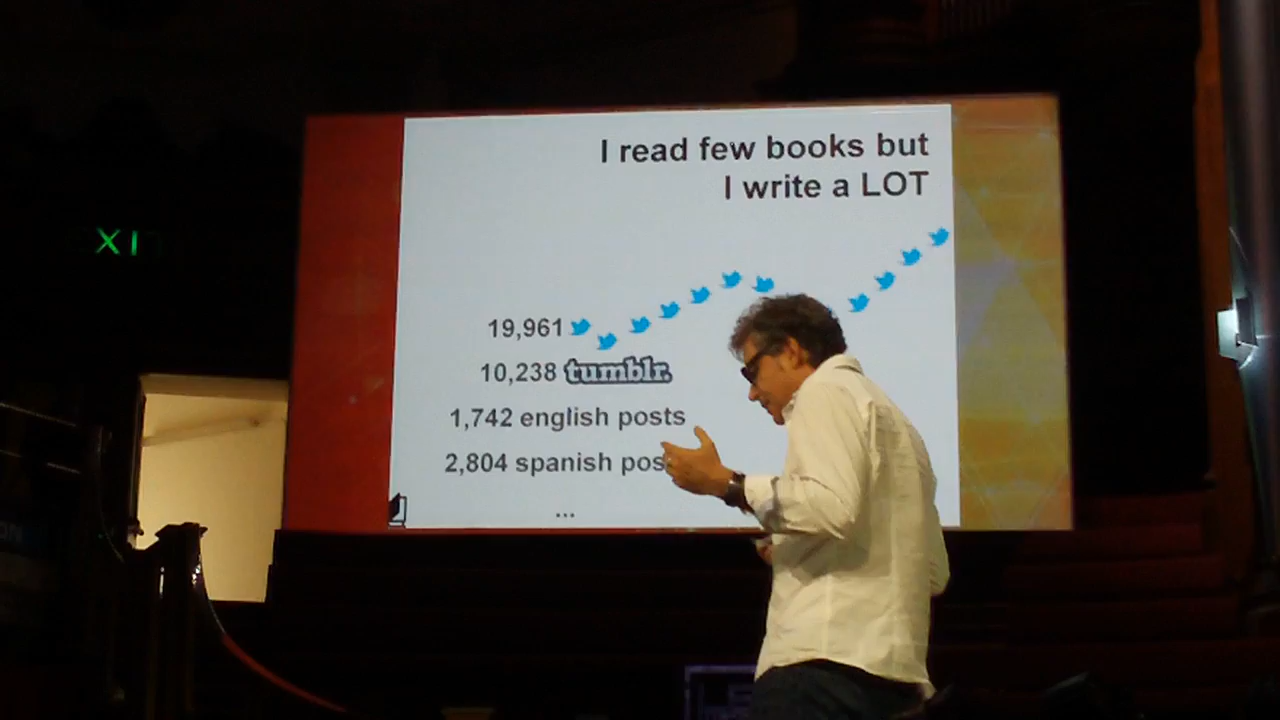 I read few books but
I write a LOT
X I
19,961
10,238 tumblr.
1,742 english posts
2,804 spanish pos
...